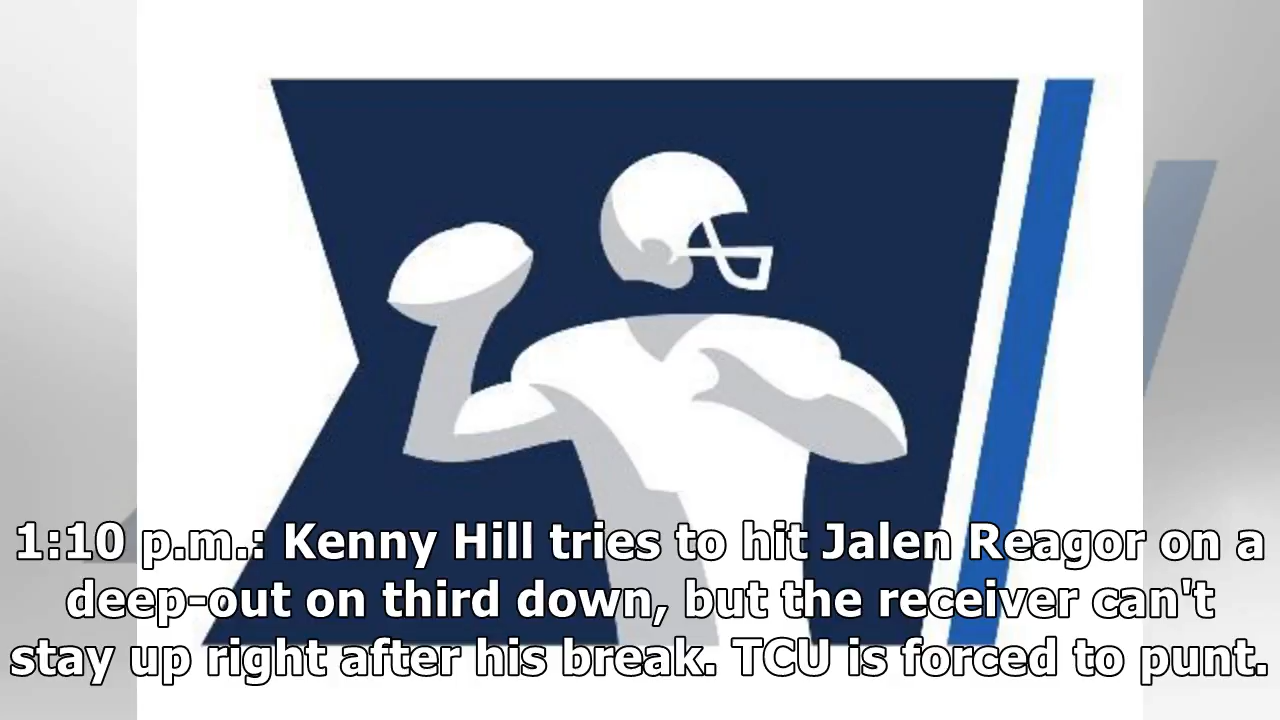 1:10 p.m.: Kenny Hill tries to hit Jalen Reagor on a
deep-out on third down, but the receiver can't
stay up right after his break. TCU is forced to punt.